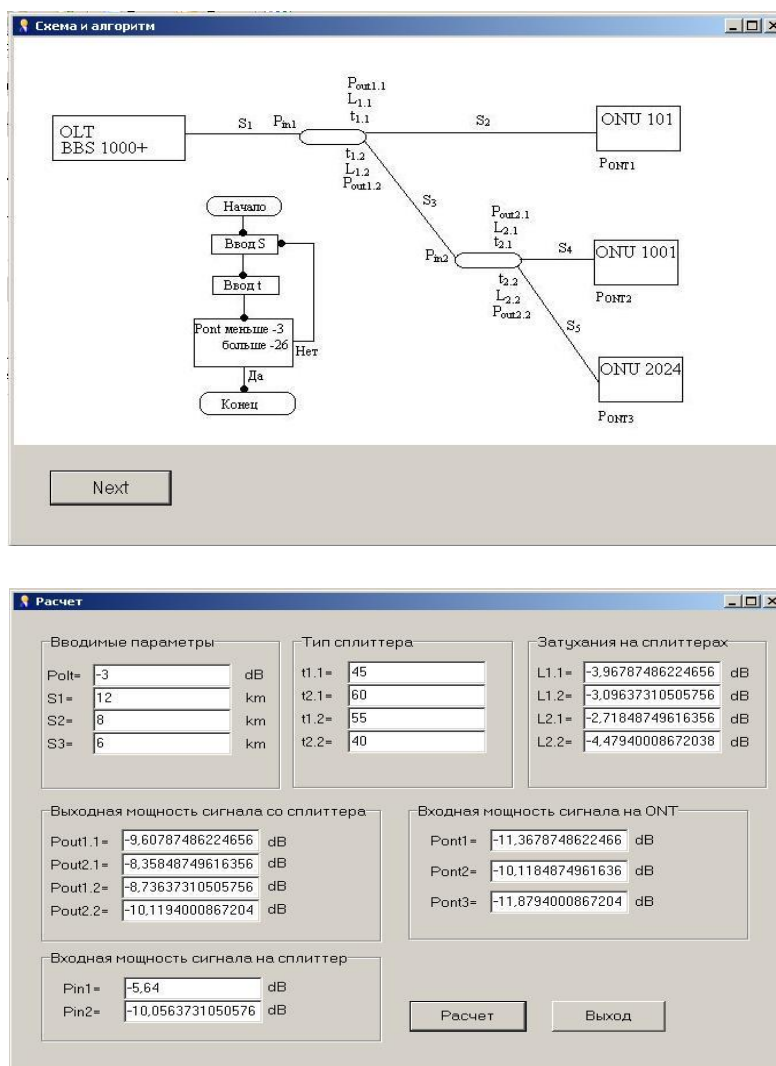 Схема и алгоритм
Pout1.1
L1.1
t1.1
OLT
BBS 1000+
S1
Pin1
S2
ONU 101
PONT1
t1.2
L1.2
Pout1.2
S3
Начало
Ввод S
Ввод t
Pont меньше -3
больше -26
Нет
Да
Конец
Pout2.1
L2.1
t2.1
Pin2
S4
ONU 1001
PONT2
t2.2
L2.2
Pout2.2
S5
ONU 2024
PONT3
Next
Расчет
Вводимые параметры
Polt= -3 dB
S1= 12 km
S2= 8 km
S3= 6 km
Тип сплиттера
t1.1= 45
t2.1= 60
t1.2= 55
t2.2= 40
Затухания на сплиттерах
L1.1= -3,96787486224656 dB
L1.2= -3,09637310505756 dB
L2.1= -2,71848749616356 dB
L2.2= -4,47940008672038 dB
Выходная мощность сигнала со сплиттера
Pout1.1= -9,60787486224656 dB
Pout2.1= -8,35848749616356 dB
Pout1.2= -8,73637310505756 dB
Pout2.2= -10,1194000867204 dB
Входная мощность сигнала на ONT
Pont1= -11,3678748622466 dB
Pont2= -10,1184874961636 dB
Pont3= -11,8794000867204 dB
Входная мощность сигнала на сплиттер
Pin1= -5,64 dB
Pin2= -10,0563731050576 dB
Расчет
Выход